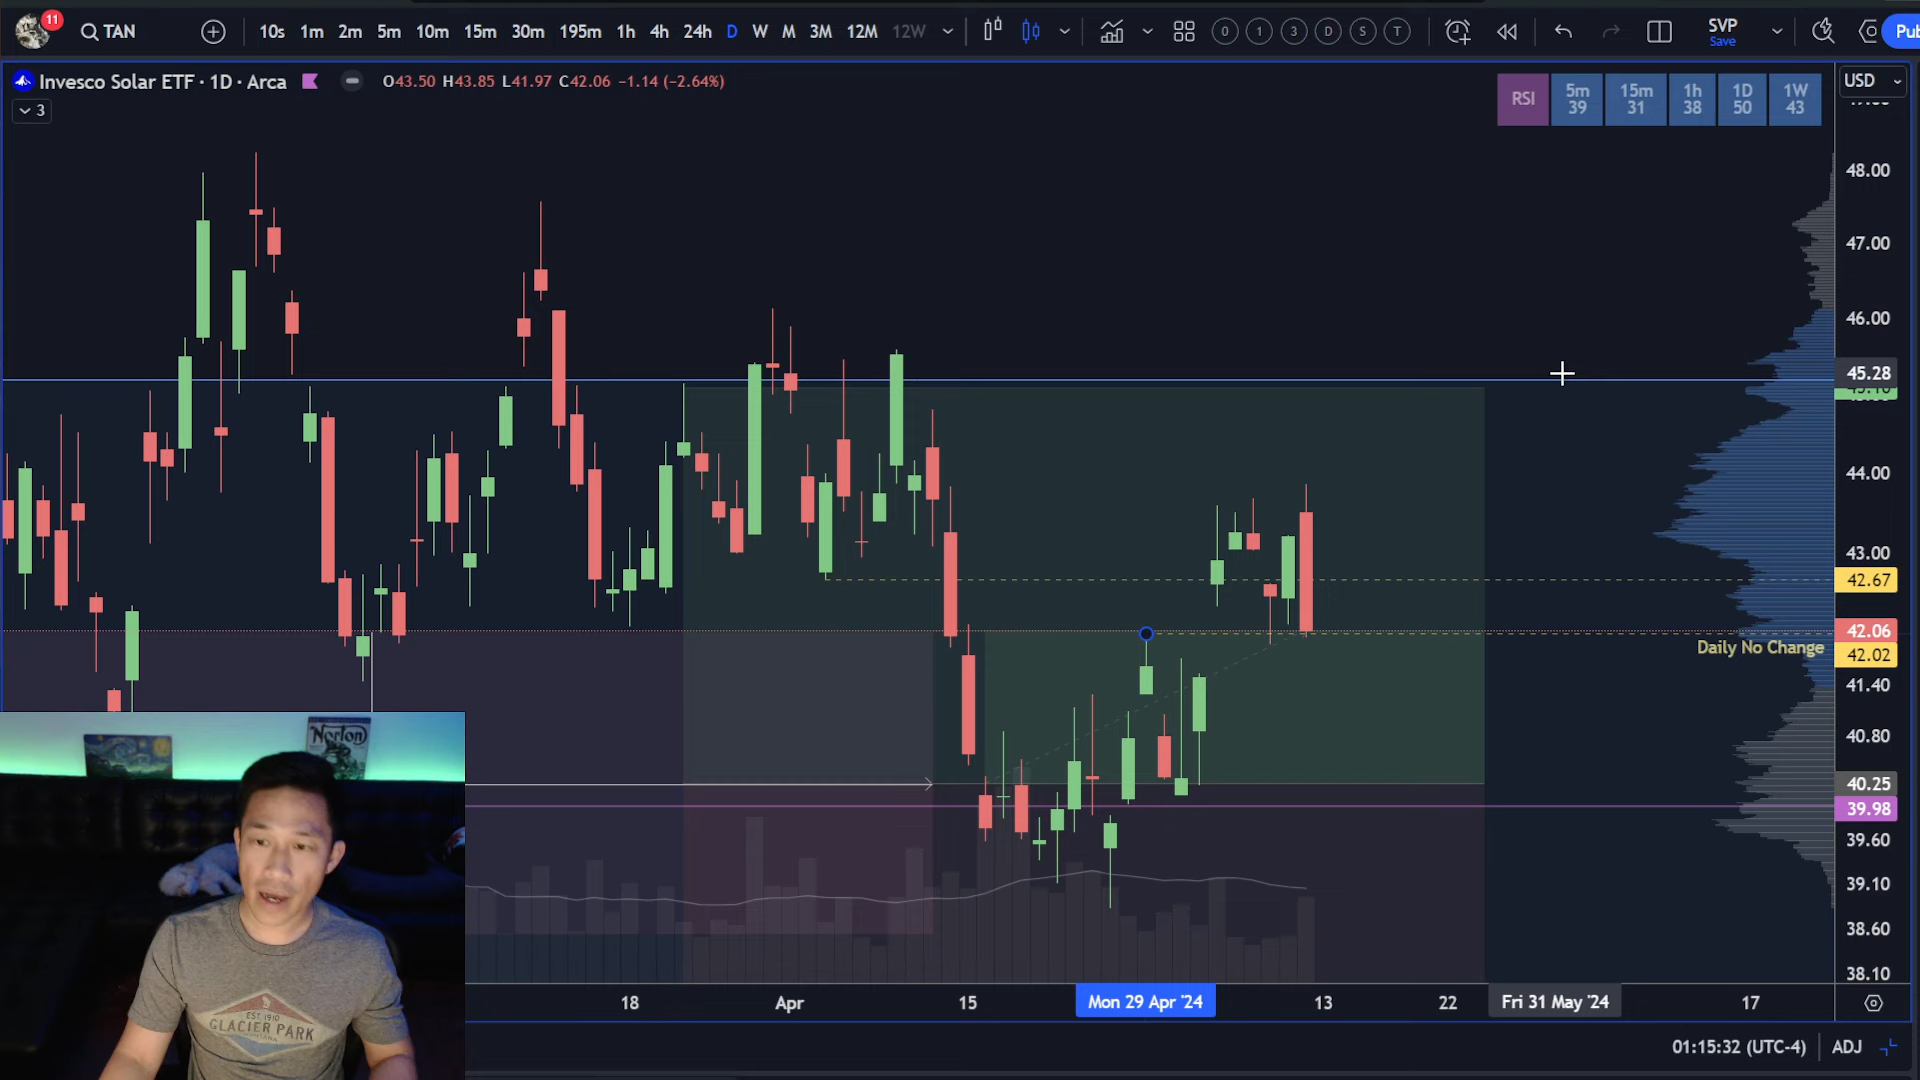 11
TAN
10s 1m 2m 5m 10m 15m 30m 195m 1h 4h 24h D W M 3M 12M 12W
0 1 3 D S T
SVP
Save
Invesco Solar ETF · 1D · Arca
O43.50 H43.85 L41.97 C42.06 −1.14 (−2.64%)
3
RSI
5m
39
15m
31
1h
38
1D
50
1W
43
USD
48.00
47.00
46.00
45.28
44.00
43.00
42.67
42.06
Daily No Change
42.02
41.40
40.80
40.25
39.98
39.60
39.10
38.60
38.10
Norton
EST. 1910
GLACIER PARK
18 Apr 15 Mon 29 Apr '24 13 22 Fri 31 May '24 17
01:15:32 (UTC-4) ADJ